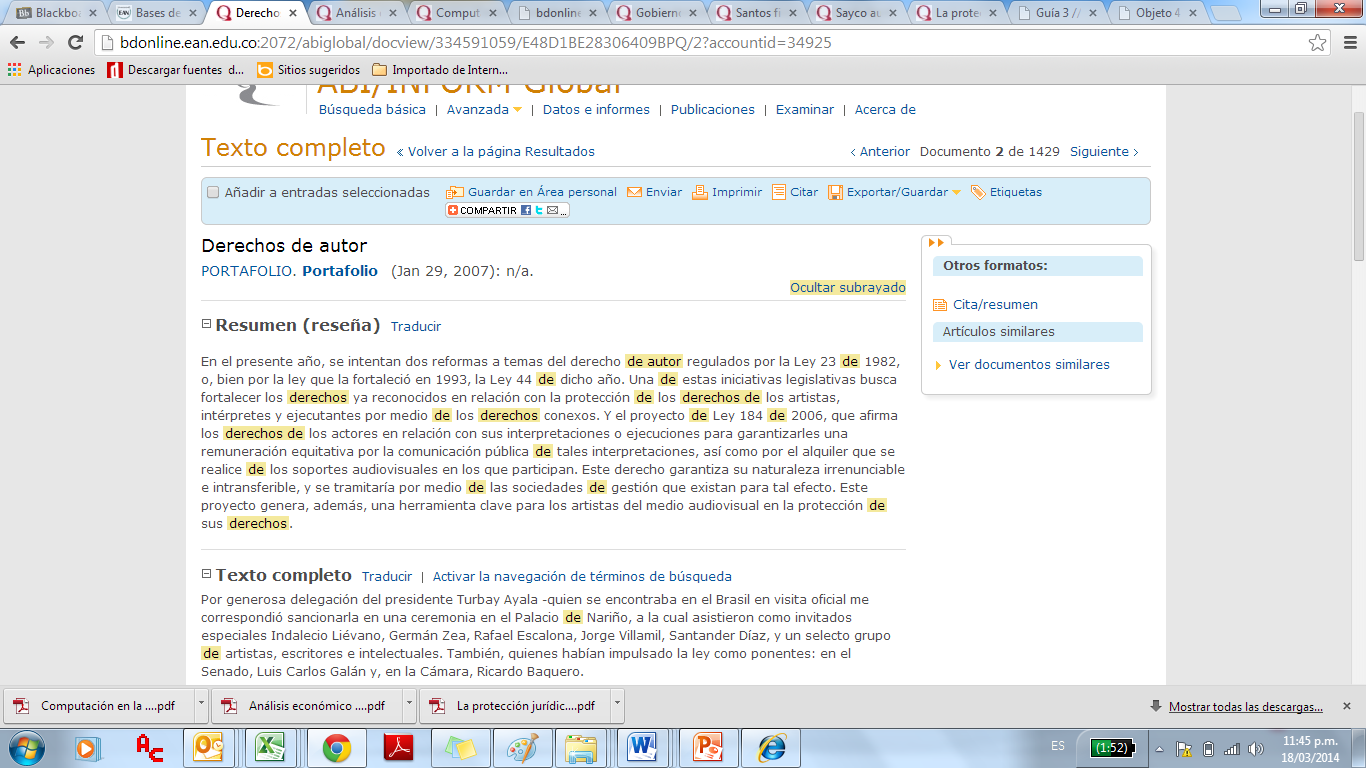 Blackbo
Bases de
Derecho
Análisis
Comput
bdonline
Gobierno
Santos fi
Sayco au
La prote
Guía 3 //
Objeto 4
bdonline.ean.edu.co:2072/abiglobal/docview/334591059/E48D1BE28306409BPQ/2?accountid=34925
Aplicaciones Descargar fuentes d... Sitios sugeridos Importado de Intern...
ABI/INFORM Global
Búsqueda básica | Avanzada | Datos e informes | Publicaciones | Examinar | Acerca de
Texto completo « Volver a la página Resultados < Anterior Documento 2 de 1429 Siguiente >
Añadir a entradas seleccionadas Guardar en Área personal Enviar Imprimir Citar Exportar/Guardar Etiquetas
COMPARTIR ...
Derechos de autor
PORTAFOLIO. Portafolio (Jan 29, 2007): n/a.
Ocultar subrayado
Resumen (reseña) Traducir
En el presente año, se intentan dos reformas a temas del derecho de autor regulados por la Ley 23 de 1982,
o, bien por la ley que la fortaleció en 1993, la Ley 44 de dicho año. Una de estas iniciativas legislativas busca
fortalecer los derechos ya reconocidos en relación con la protección de los derechos de los artistas,
intérpretes y ejecutantes por medio de los derechos conexos. Y el proyecto de Ley 184 de 2006, que afirma
los derechos de los actores en relación con sus interpretaciones o ejecuciones para garantizarles una
remuneración equitativa por la comunicación pública de tales interpretaciones, así como por el alquiler que se
realice de los soportes audiovisuales en los que participan. Este derecho garantiza su naturaleza irrenunciable
e intransferible, y se tramitaría por medio de las sociedades de gestión que existan para tal efecto. Este
proyecto genera, además, una herramienta clave para los artistas del medio audiovisual en la protección de
sus derechos.
Texto completo Traducir | Activar la navegación de términos de búsqueda
Por generosa delegación del presidente Turbay Ayala -quien se encontraba en el Brasil en visita oficial me
correspondió sancionarla en una ceremonia en el Palacio de Nariño, a la cual asistieron como invitados
especiales Indalecio Liévano, Germán Zea, Rafael Escalona, Jorge Villamil, Santander Díaz, y un selecto grupo
de artistas, escritores e intelectuales. También, quienes habían impulsado la ley como ponentes: en el
Senado, Luis Carlos Galán y, en la Cámara, Ricardo Baquero.
Otros formatos:
Cita/resumen
Artículos similares
Ver documentos similares
Computación en la ....pdf
Análisis económico ....pdf
La protección jurídic....pdf
Mostrar todas las descargas...
ES
(1:52)
11:45 p.m.
18/03/2014